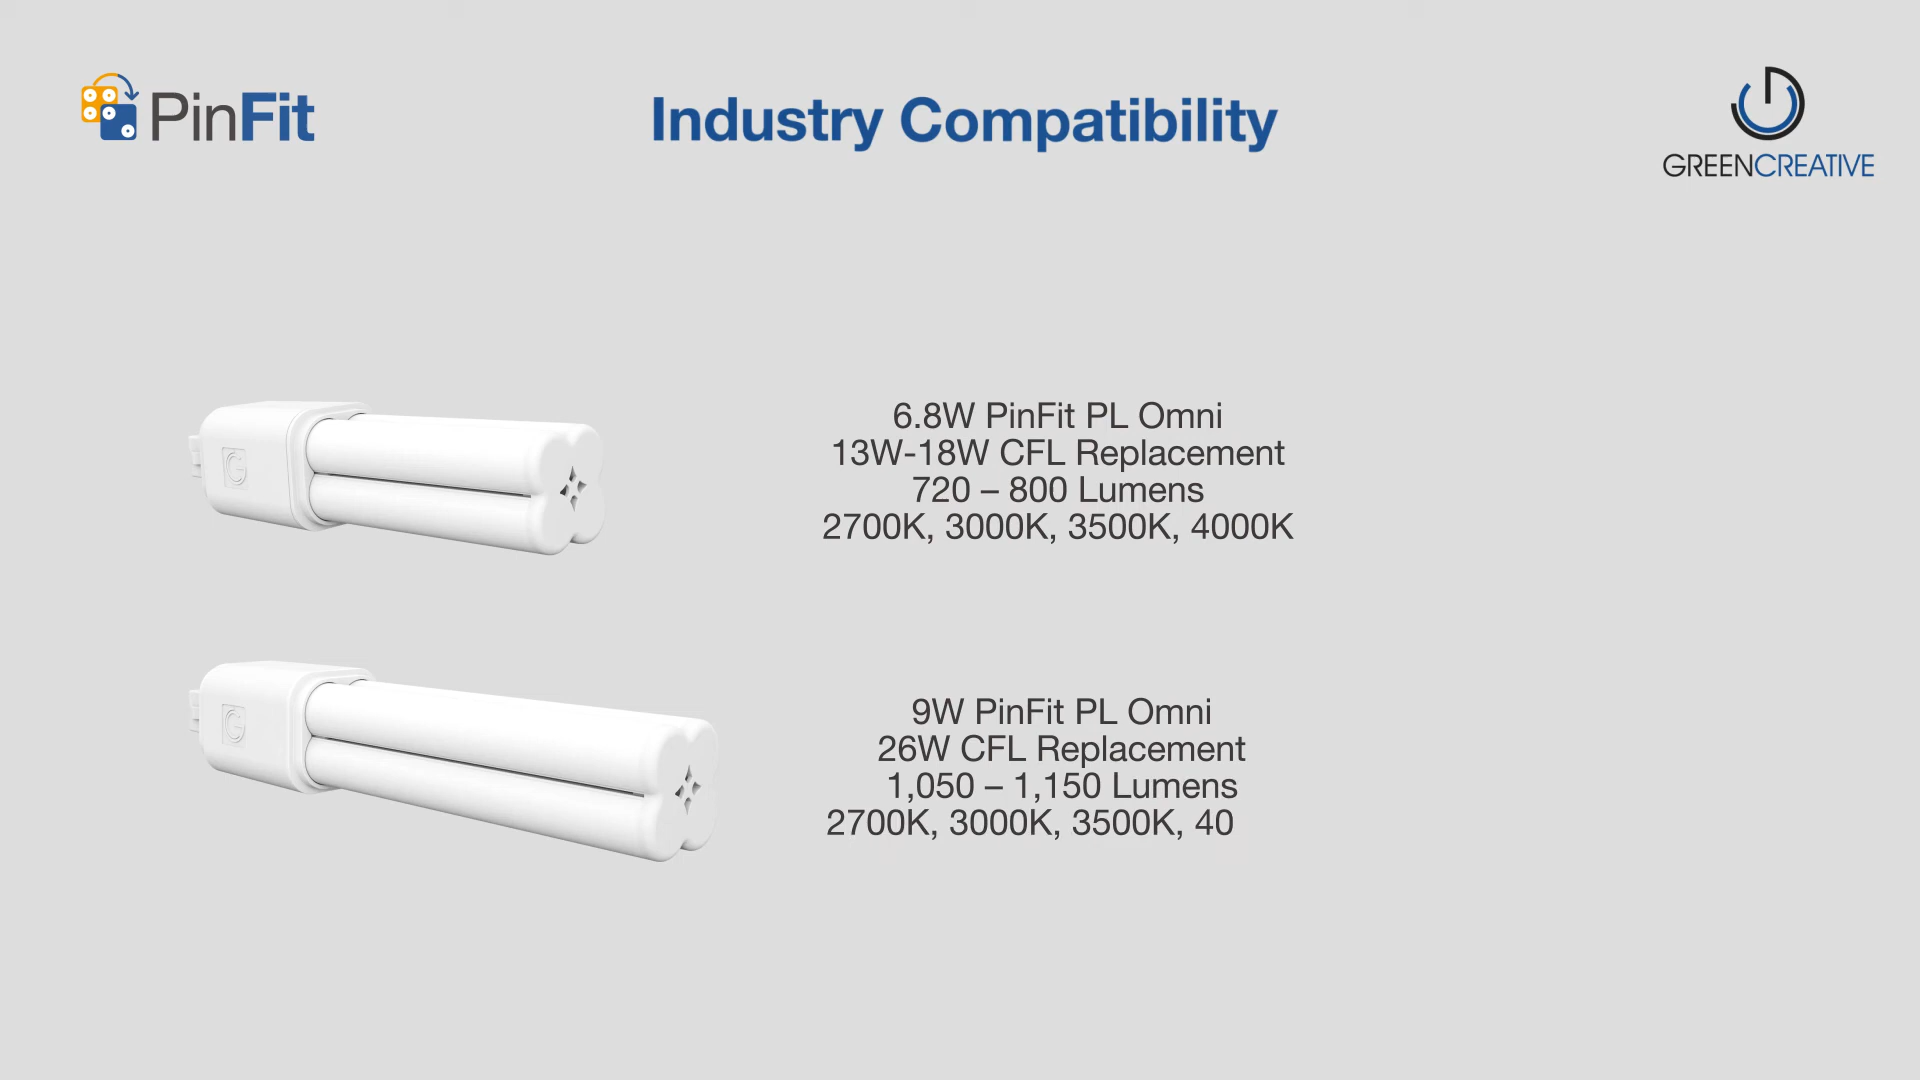 PinFit
Industry Compatibility
GREENCREATIVE
G
6.8W PinFit PL Omni
13W-18W CFL Replacement
720 – 800 Lumens
2700K, 3000K, 3500K, 4000K
G
9W PinFit PL Omni
26W CFL Replacement
1,050 – 1,150 Lumens
2700K, 3000K, 3500K, 40